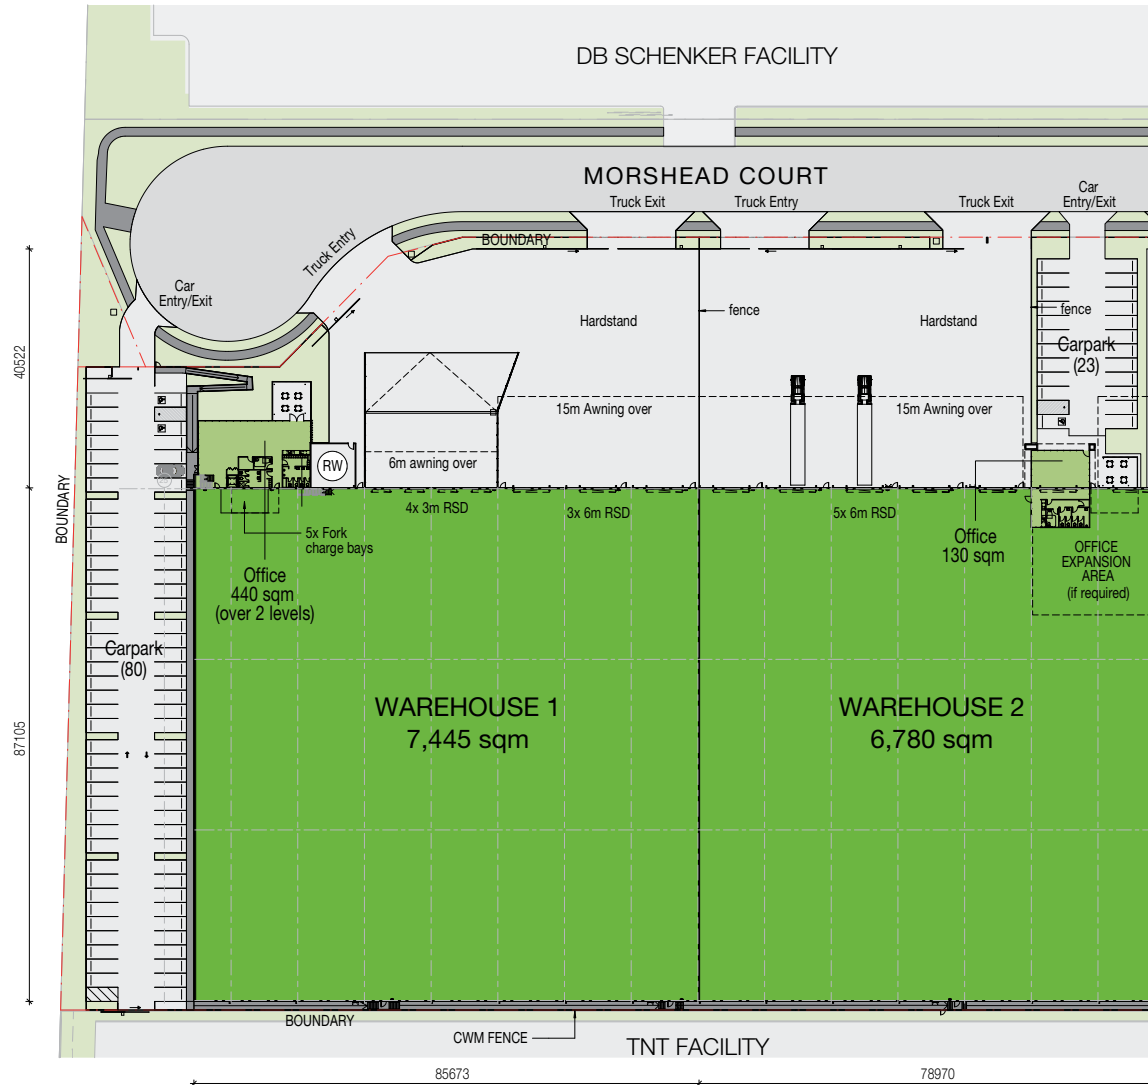 DB SCHENKER FACILITY
MORSHEAD COURT
Truck Exit
Truck Entry
Truck Exit
Car
Entry/Exit
BOUNDARY
Truck Entry
Car
Entry/Exit
fence
fence
Hardstand
Hardstand
Carpark
(23)
40522
15m Awning over
15m Awning over
6m awning over
RW
BOUNDARY
4x 3m RSD
3x 6m RSD
5x 6m RSD
5x Fork
charge bays
Office
440 sqm
(over 2 levels)
Office
130 sqm
OFFICE
EXPANSION
AREA
(if required)
Carpark
(80)
WAREHOUSE 1
7,445 sqm
WAREHOUSE 2
6,780 sqm
87105
BOUNDARY
CWM FENCE
TNT FACILITY
85673
78970